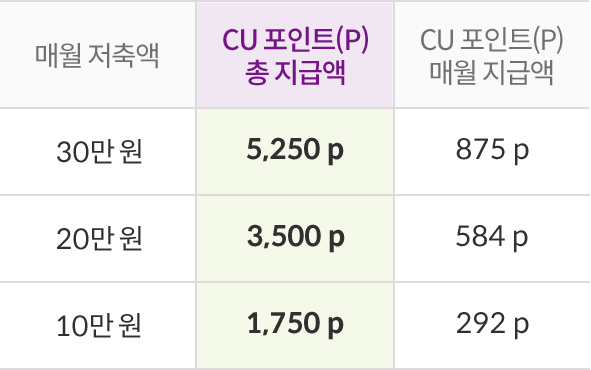 매월 저축액
CU 포인트(P)
총 지급액
CU 포인트(P)
매월 지급액
30만 원
5,250 p
875 p
20만 원
3,500 p
584 p
10만 원
1,750 p
292 p